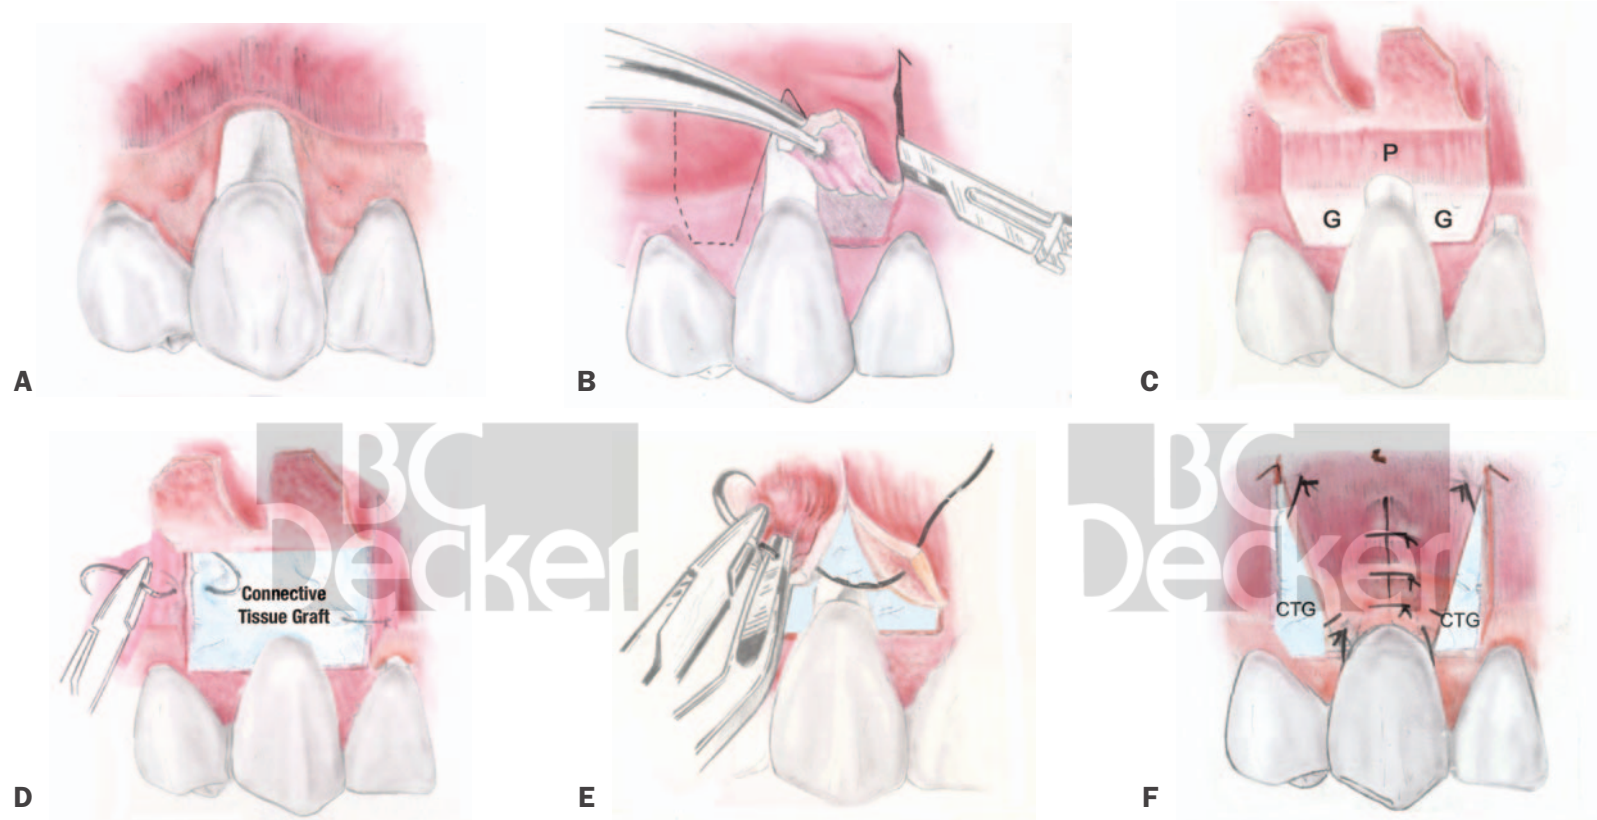 A
B
P
G
G
C
BC
Decker
Connective
Tissue Graft
D
E
BC
Decker
CTG
CTG
F